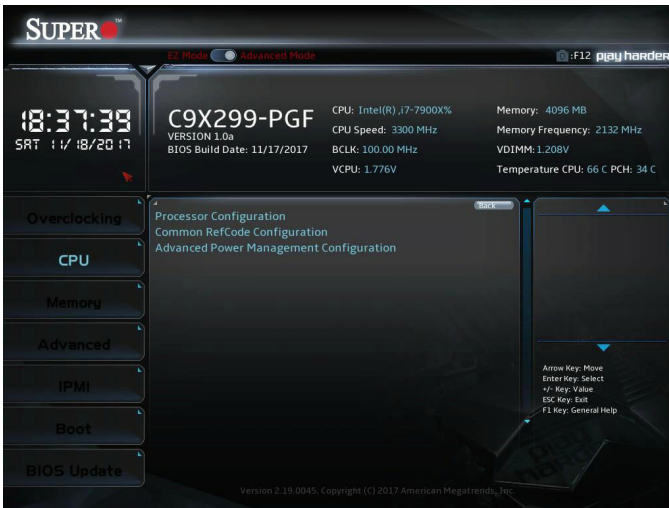 SUPER
™
EZ Mode Advanced Mode
:F12 play harder
18:37:39
SAT 11/18/2017
C9X299-PGF
VERSION 1.0a
BIOS Build Date: 11/17/2017
CPU: Intel(R) ,i7-7900X%
CPU Speed: 3300 MHz
BCLK: 100.00 MHz
VCPU: 1.776V
Memory: 4096 MB
Memory Frequency: 2132 MHz
VDIMM: 1.208V
Temperature CPU: 66 C PCH: 34 C
Overclocking
CPU
Memory
Advanced
IPMI
Boot
BIOS Update
Back
Processor Configuration
Common RefCode Configuration
Advanced Power Management Configuration
Arrow Key: Move
Enter Key: Select
+/- Key: Value
ESC Key: Exit
F1 Key: General Help
play
harder
Version 2.19.0045. Copyright (C) 2017 American Megatrends, Inc.